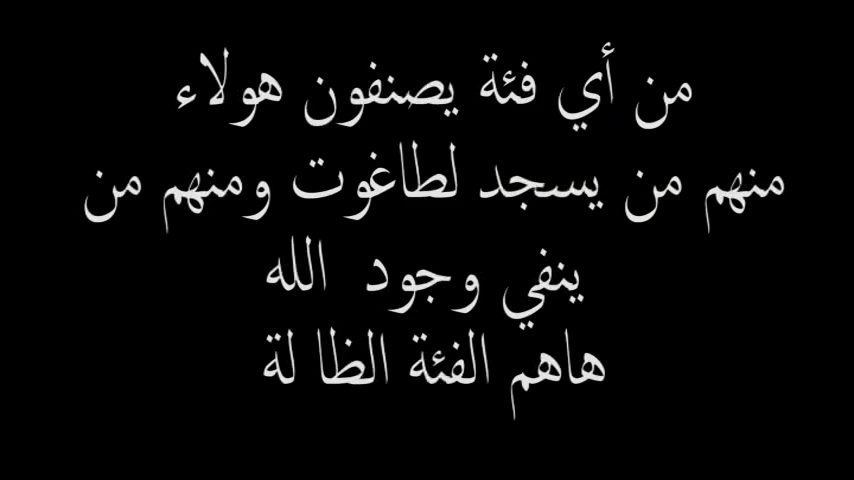 من أي فئة يصنفون هولاء
منهم من يسجد لطاغوت ومنهم من
ينفي وجود الله
هاهم الفئة الظا لة